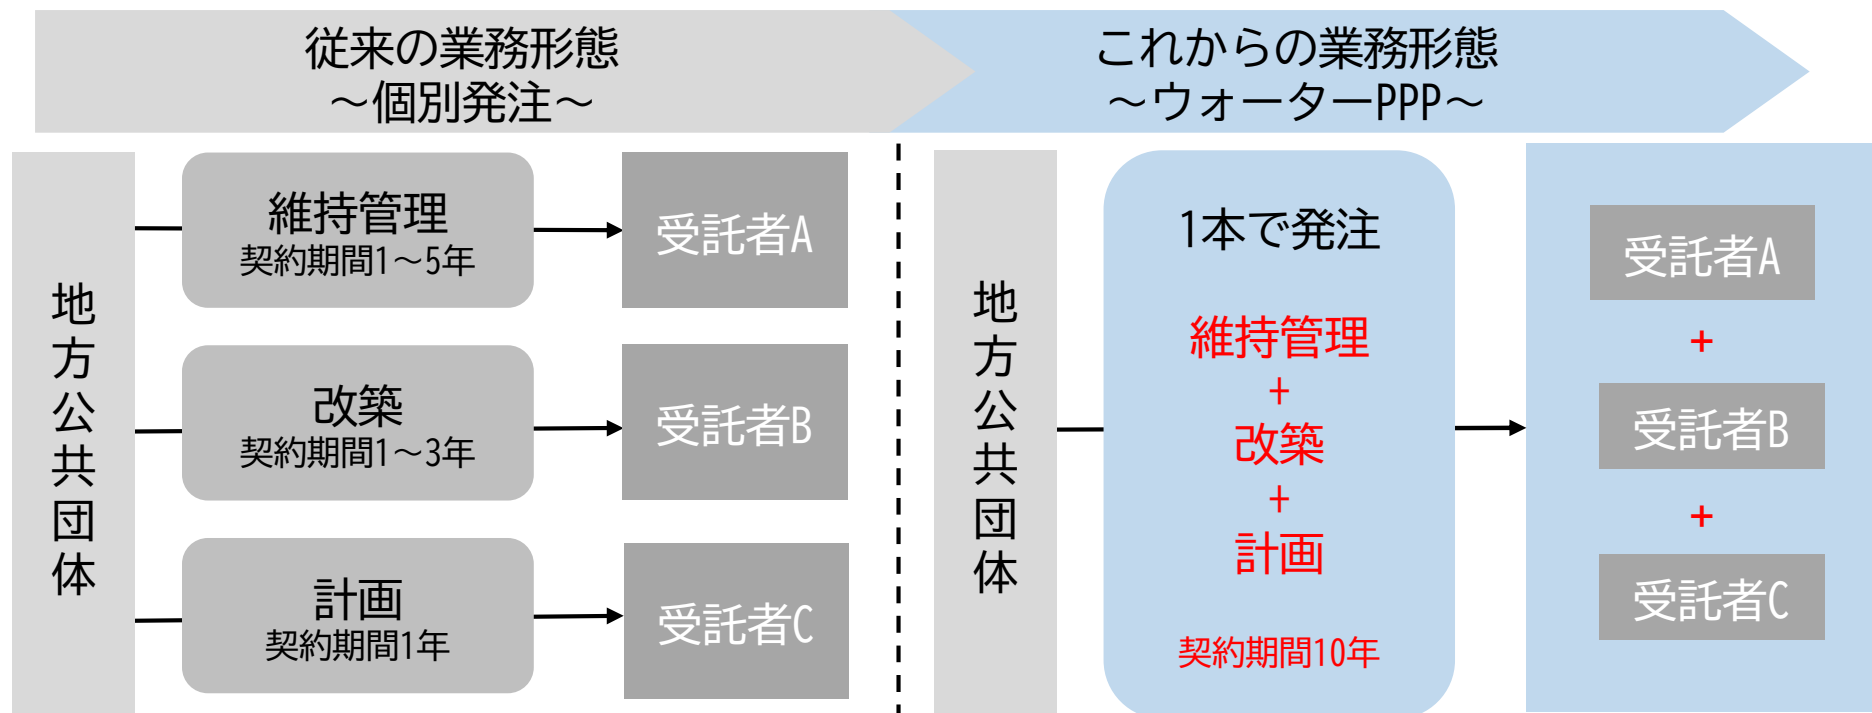 従来の業務形態
～個別発注～
これからの業務形態
～ウォーターPPP～
地方公共団体
維持管理
契約期間1～5年
受託者A
改築
契約期間1～3年
受託者B
計画
契約期間1年
受託者C
地方公共団体
1本で発注
維持管理
+
改築
+
計画
契約期間10年
受託者A
+
受託者B
+
受託者C